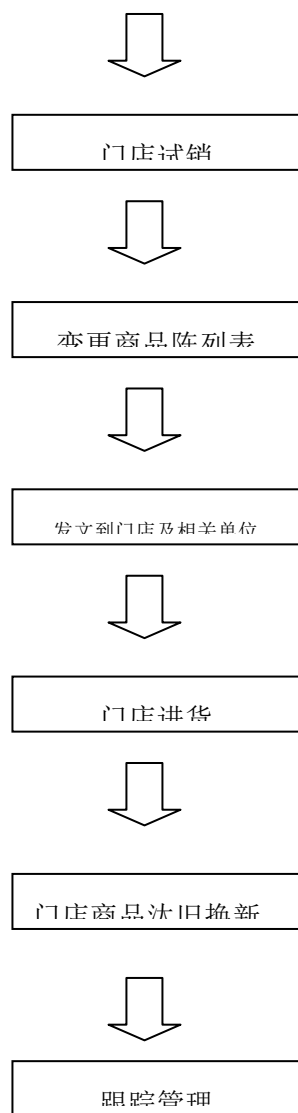 门店试销
变更商品陈列表
发文到门店及相关单位
门店进货
门店商品汰旧换新
跟踪管理